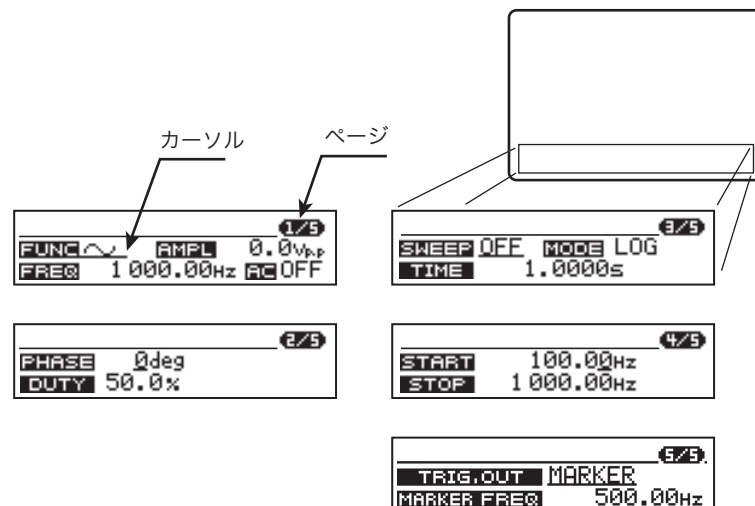 カーソル
ページ
1/5
FUNC AMPL 0.0Vp.p
FREQ 1000.00Hz AC OFF
2/5
PHASE 0deg
DUTY 50.0%
3/5
SWEEP OFF MODE LOG
TIME 1.0000s
4/5
START 100.00Hz
STOP 1000.00Hz
5/5
TRIG.OUT MARKER
MARKER FREQ 500.00Hz